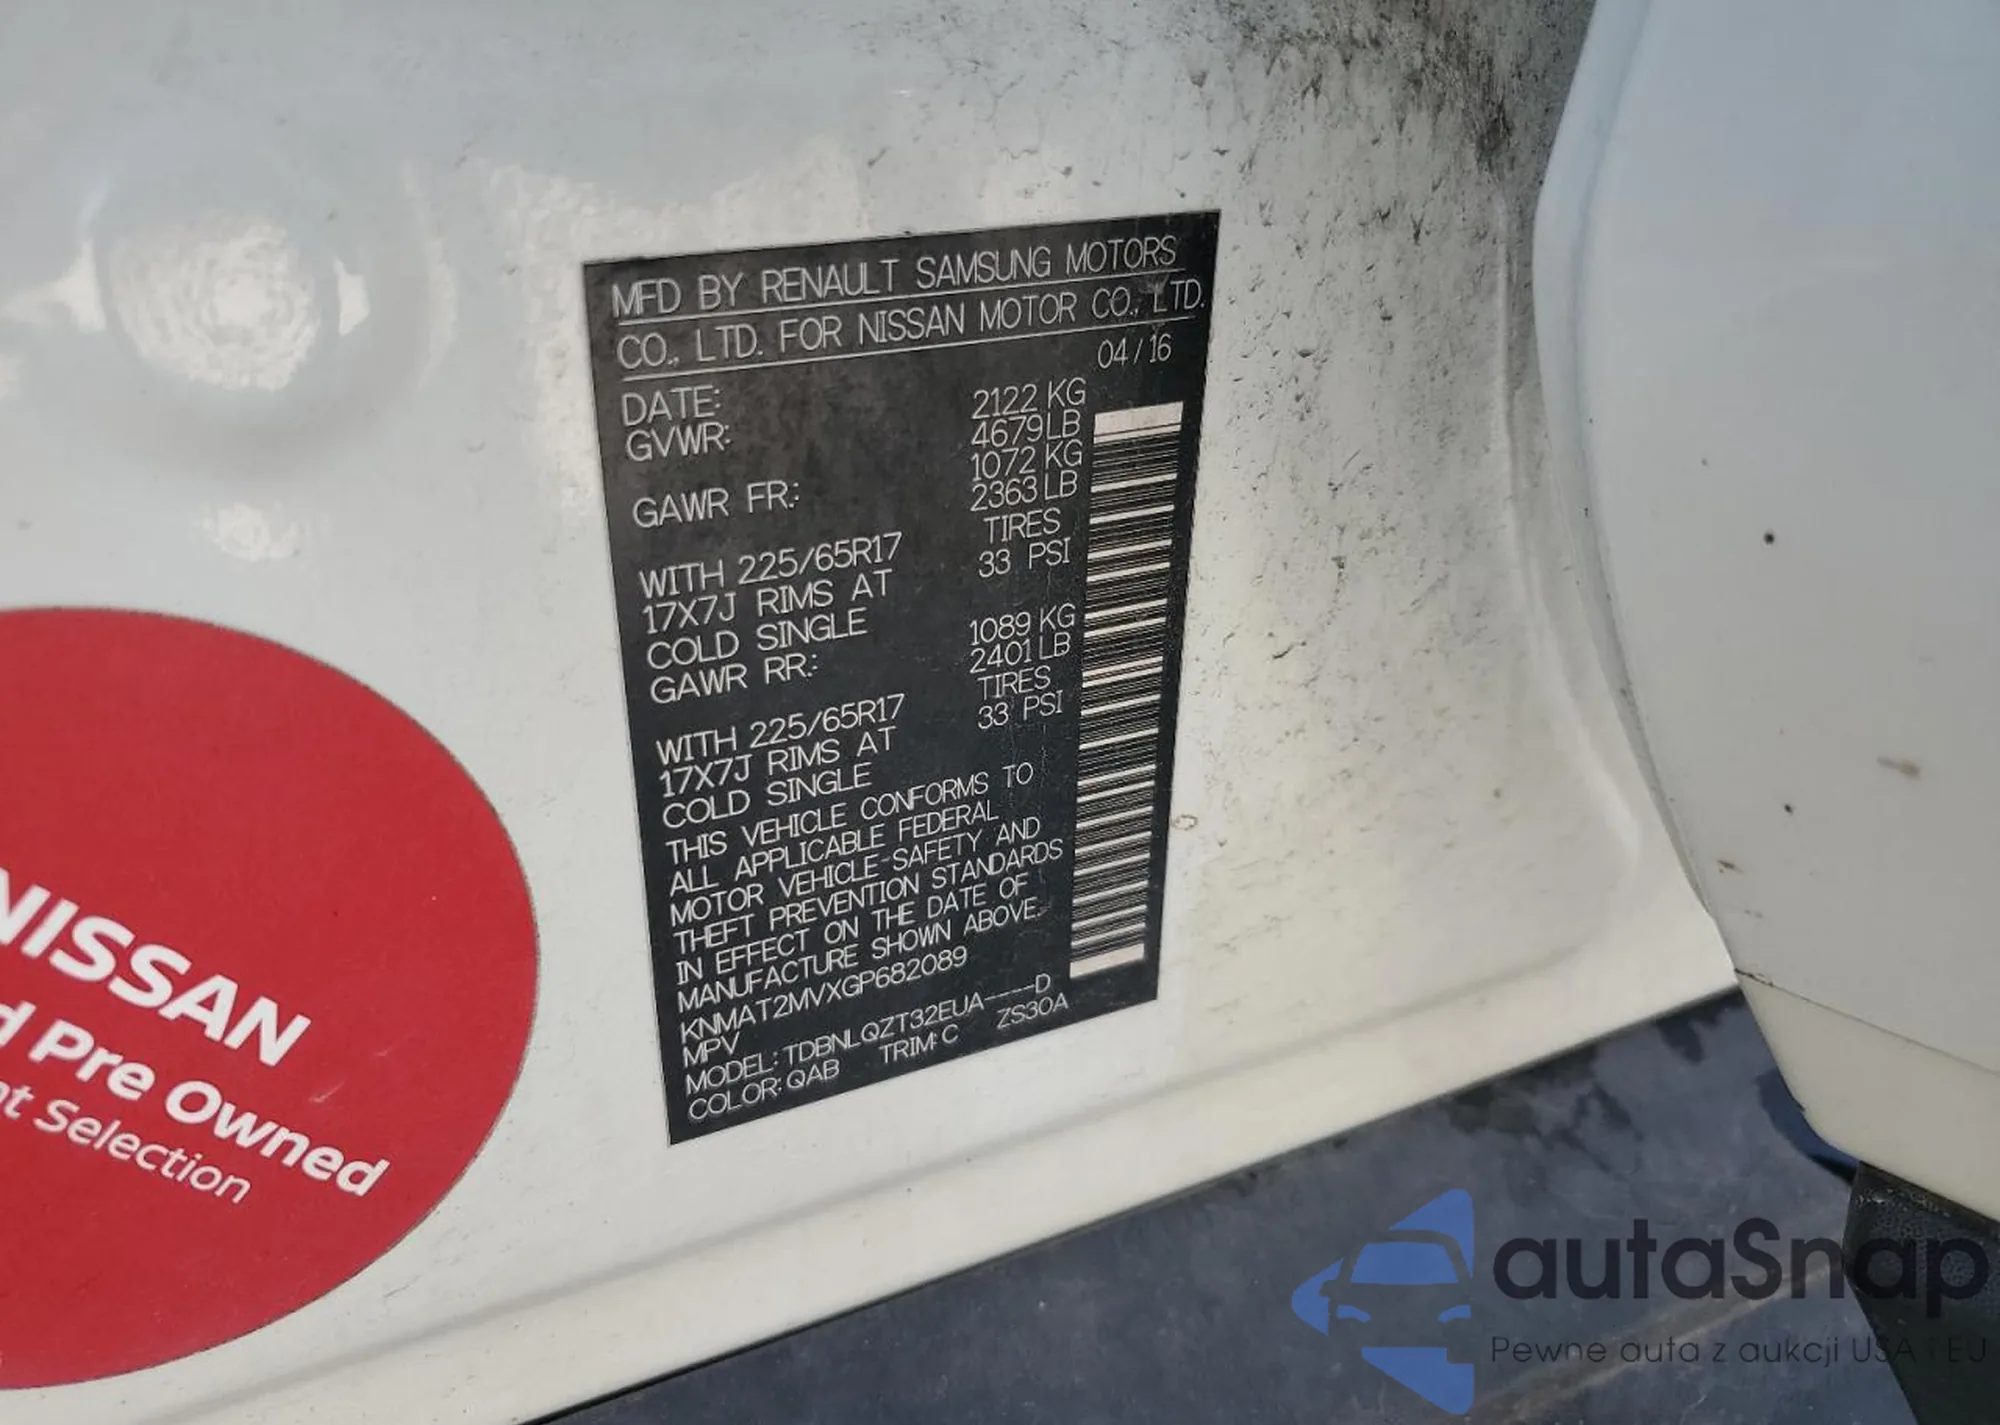 MFD BY RENAULT SAMSUNG MOTORS
CO., LTD. FOR NISSAN MOTOR CO., LTD.
DATE: 04/16
GVWR: 2122 KG
4679 LB
GAWR FR: 1072 KG
2363 LB
WITH 225/65R17 TIRES
17X7J RIMS AT 33 PSI
COLD SINGLE
GAWR RR: 1089 KG
2401 LB
WITH 225/65R17 TIRES
17X7J RIMS AT 33 PSI
COLD SINGLE
THIS VEHICLE CONFORMS TO
ALL APPLICABLE FEDERAL
MOTOR VEHICLE-SAFETY AND
THEFT PREVENTION STANDARDS
IN EFFECT ON THE DATE OF
MANUFACTURE SHOWN ABOVE.
KNMAT2MVXGP682089
MPV
MODEL: TDBNLQZT32EUA----D
COLOR: QAB TRIM: C ZS30A
NISSAN
d Pre Owned
nt Selection
autaSnap
Pewne auta z aukcji USA i EU